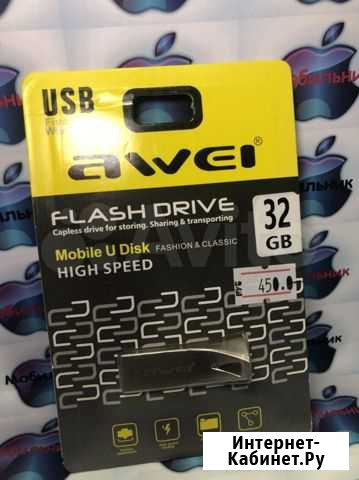 USB
awei®
FLASH DRIVE
Capless drive for storing. Sharing & transporting
32
GB
Mobile U Disk FASHION & CLASSIC
HIGH SPEED
450.0
awei
Мобильник
Интернет-
Кабинет.Ру